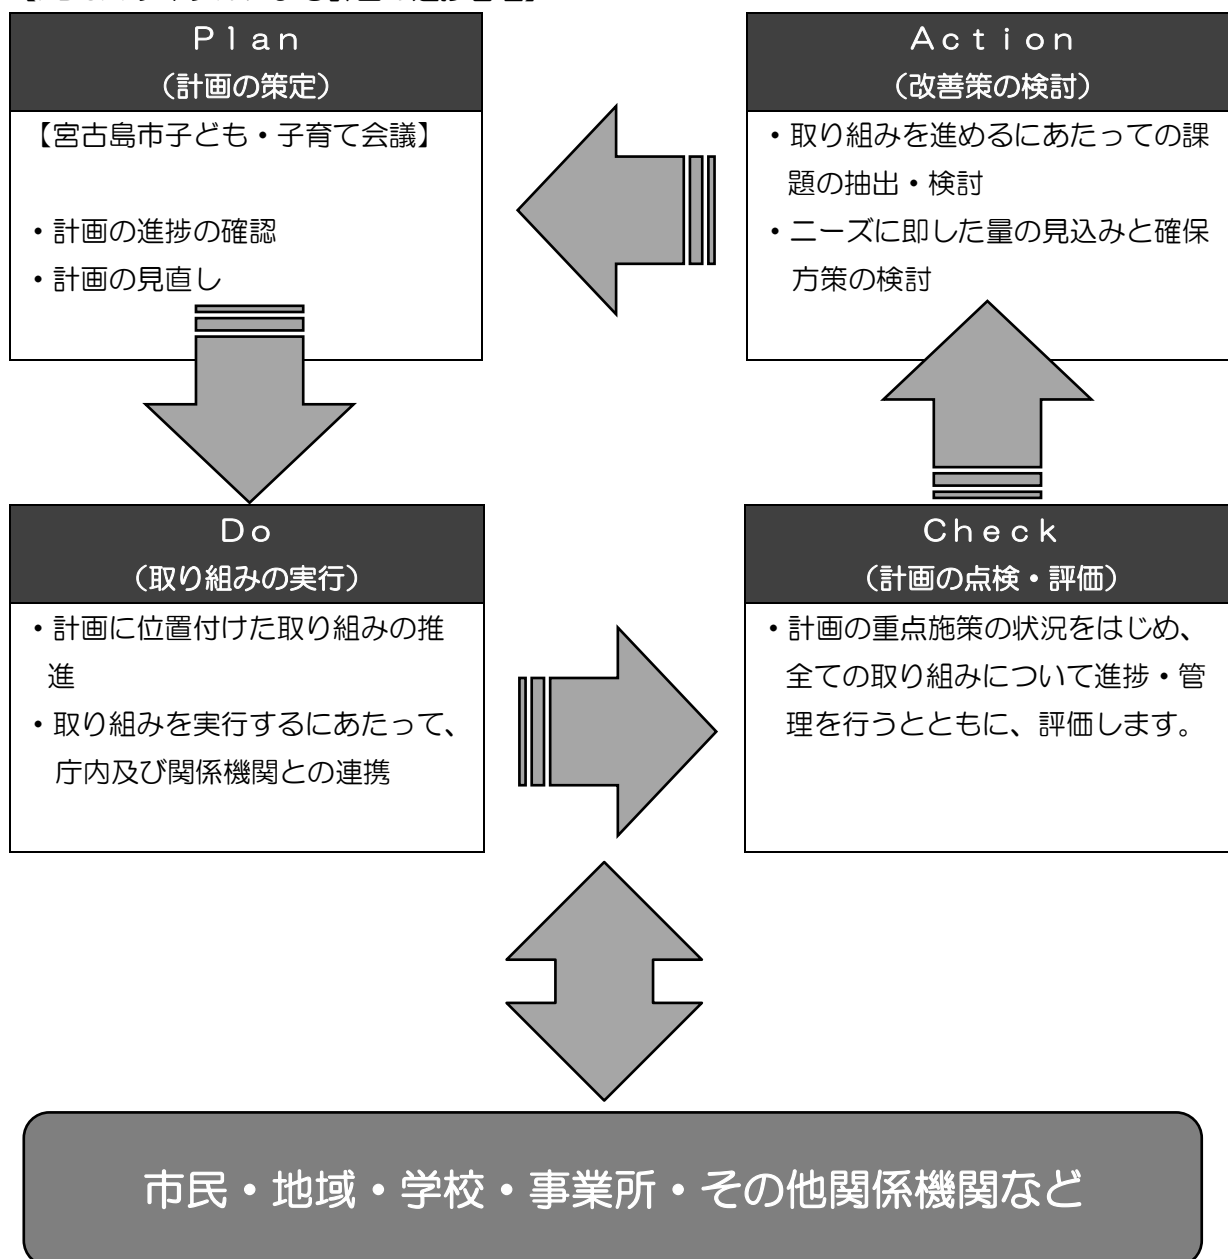 Ｐｌａｎ
（計画の策定）
【宮古島市子ども・子育て会議】
・計画の進捗の確認
・計画の見直し
Ａｃｔｉｏｎ
（改善策の検討）
・取り組みを進めるにあたっての課
題の抽出・検討
・ニーズに即した量の見込みと確保
方策の検討
Ｄｏ
（取り組みの実行）
・計画に位置付けた取り組みの推
進
・取り組みを実行するにあたって、
庁内及び関係機関との連携
Ｃｈｅｃｋ
（計画の点検・評価）
・計画の重点施策の状況をはじめ、
全ての取り組みについて進捗・管
理を行うとともに、評価します。
市民・地域・学校・事業所・その他関係機関など